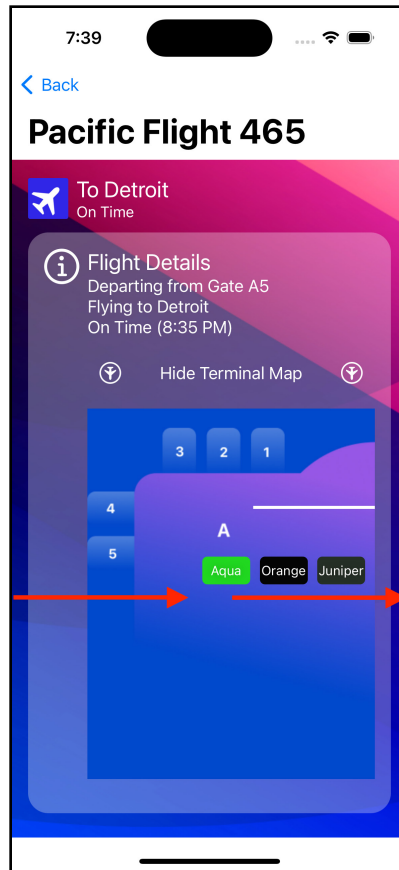 7:39
Back
Pacific Flight 465
To Detroit
On Time
Flight Details
Departing from Gate A5
Flying to Detroit
On Time (8:35 PM)
Hide Terminal Map
3 2 1
4
A
5
Aqua Orange Juniper